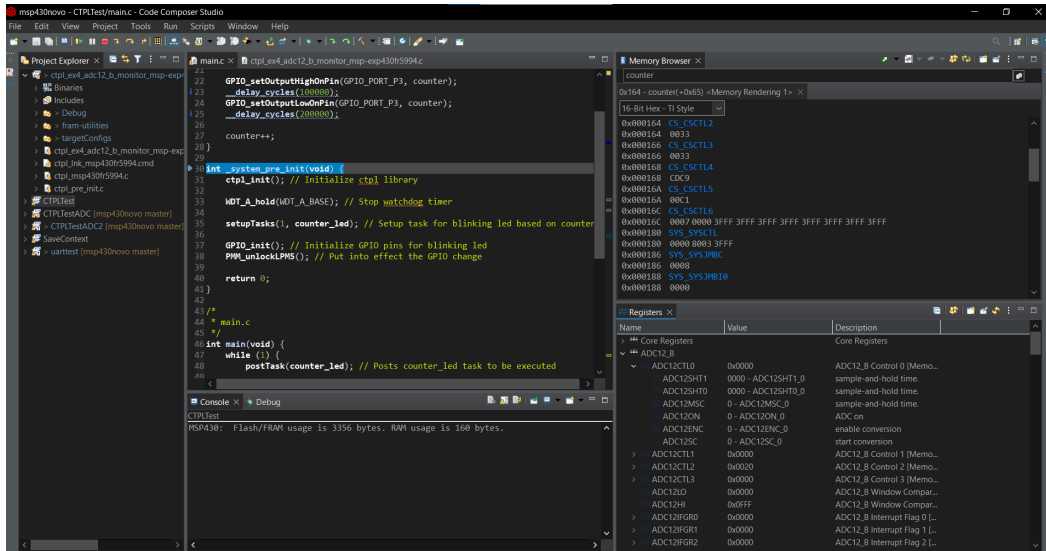 msp430novo - CTPLTest/main.c - Code Composer Studio
File Edit View Project Tools Run Scripts Window Help
Project Explorer
> ctpl_ex4_adc12_b_monitor_msp-exp
Binaries
Includes
> Debug
> fram-utilities
> targetConfigs
ctpl_ex4_adc12_b_monitor_msp-exp
ctpl_lnk_msp430fr5994.cmd
ctpl_msp430fr5994.c
ctpl_pre_init.c
CTPLTest
CTPLTestADC [msp430novo master]
> CTPLTestADC2 [msp430novo master]
SaveContext
> uarttest [msp430novo master]
main.c
ctpl_ex4_adc12_b_monitor_msp-exp430fr5994.c
21
22 GPIO_setOutputHighOnPin(GPIO_PORT_P3, counter);
23 __delay_cycles(100000);
24 GPIO_setOutputLowOnPin(GPIO_PORT_P3, counter);
25 __delay_cycles(200000);
26
27 counter++;
28 }
29
30 int _system_pre_init(void) {
31 ctpl_init(); // Initialize ctpl library
32
33 WDT_A_hold(WDT_A_BASE); // Stop watchdog timer
34
35 setupTasks(1, counter_led); // Setup task for blinking led based on counter
36
37 GPIO_init(); // Initialize GPIO pins for blinking led
38 PMM_unlockLPM5(); // Put into effect the GPIO change
39
40 return 0;
41 }
42
43 /*
44 * main.c
45 */
46 int main(void) {
47 while (1) {
48 postTask(counter_led); // Posts counter_led task to be executed
49
Console
Debug
CTPLTest
MSP430: Flash/FRAM usage is 3356 bytes. RAM usage is 160 bytes.
Memory Browser
counter
0x164 - counter(+0x65) <Memory Rendering 1>
16-Bit Hex - TI Style
0x000164 CS_CSCTL2
0x000164 0033
0x000166 CS_CSCTL3
0x000166 0033
0x000168 CS_CSCTL4
0x000168 CDC9
0x00016A CS_CSCTL5
0x00016A 00C1
0x00016C CS_CSCTL6
0x00016C 0007 0000 3FFF 3FFF 3FFF 3FFF 3FFF 3FFF 3FFF 3FFF
0x000180 SYS_SYSCTL
0x000180 0000 8003 3FFF
0x000186 SYS_SYSJMBC
0x000186 0008
0x000188 SYS_SYSJMBI0
0x000188 0000
Registers
Name Value Description
Core Registers Core Registers
ADC12_B
ADC12CTL0 0x0000 ADC12_B Control 0 [Memo...
ADC12SHT1 0000 - ADC12SHT1_0 sample-and-hold time.
ADC12SHT0 0000 - ADC12SHT0_0 sample-and-hold time.
ADC12MSC 0 - ADC12MSC_0 sample-and-hold time.
ADC12ON 0 - ADC12ON_0 ADC on
ADC12ENC 0 - ADC12ENC_0 enable conversion
ADC12SC 0 - ADC12SC_0 start conversion
ADC12CTL1 0x0000 ADC12_B Control 1 [Memo...
ADC12CTL2 0x0020 ADC12_B Control 2 [Memo...
ADC12CTL3 0x0000 ADC12_B Control 3 [Memo...
ADC12LO 0x0000 ADC12_B Window Compar...
ADC12HI 0x0FFF ADC12_B Window Compar...
ADC12IFGR0 0x0000 ADC12_B Interrupt Flag 0 [...
ADC12IFGR1 0x0000 ADC12_B Interrupt Flag 1 [...
ADC12IFGR2 0x0000 ADC12_B Interrupt Flag 2 [...